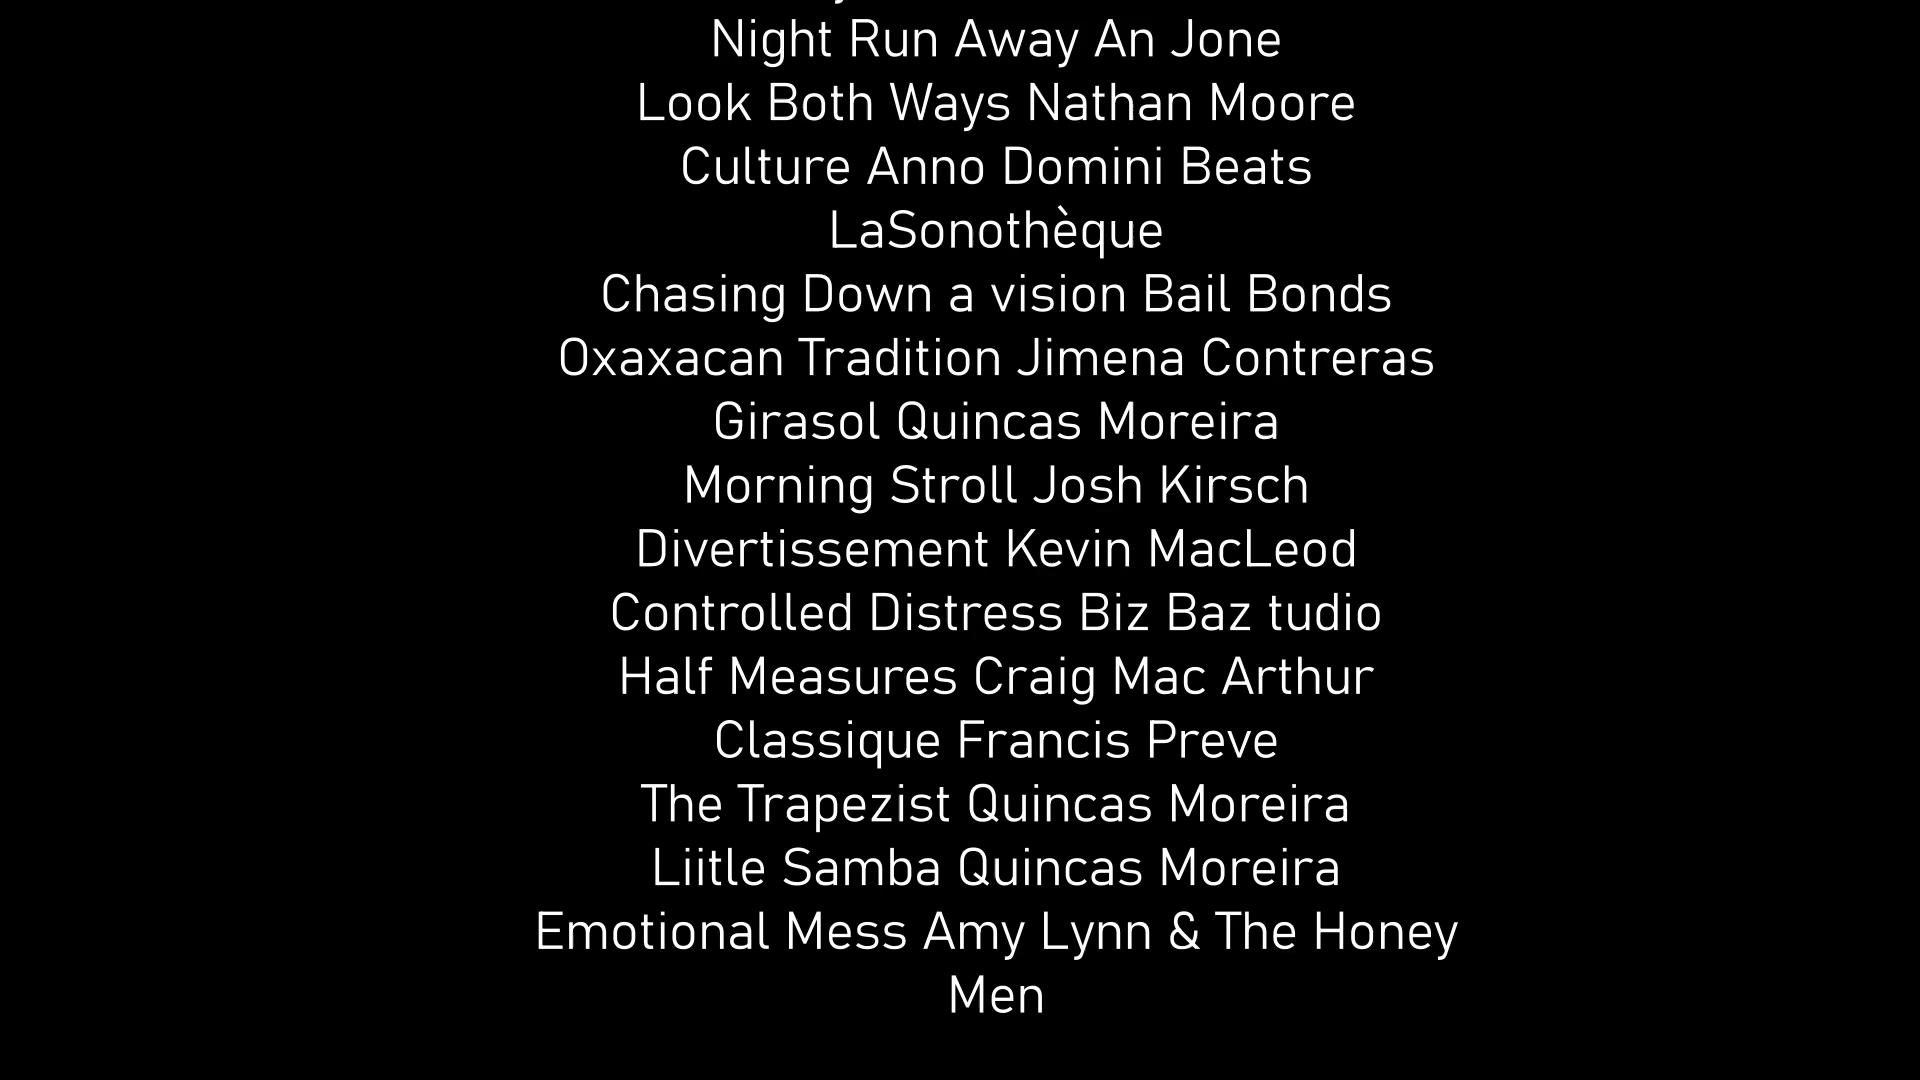 Night Run Away An Jone
Look Both Ways Nathan Moore
Culture Anno Domini Beats
LaSonothèque
Chasing Down a vision Bail Bonds
Oxaxacan Tradition Jimena Contreras
Girasol Quincas Moreira
Morning Stroll Josh Kirsch
Divertissement Kevin MacLeod
Controlled Distress Biz Baz tudio
Half Measures Craig Mac Arthur
Classique Francis Preve
The Trapezist Quincas Moreira
Liitle Samba Quincas Moreira
Emotional Mess Amy Lynn & The Honey
Men